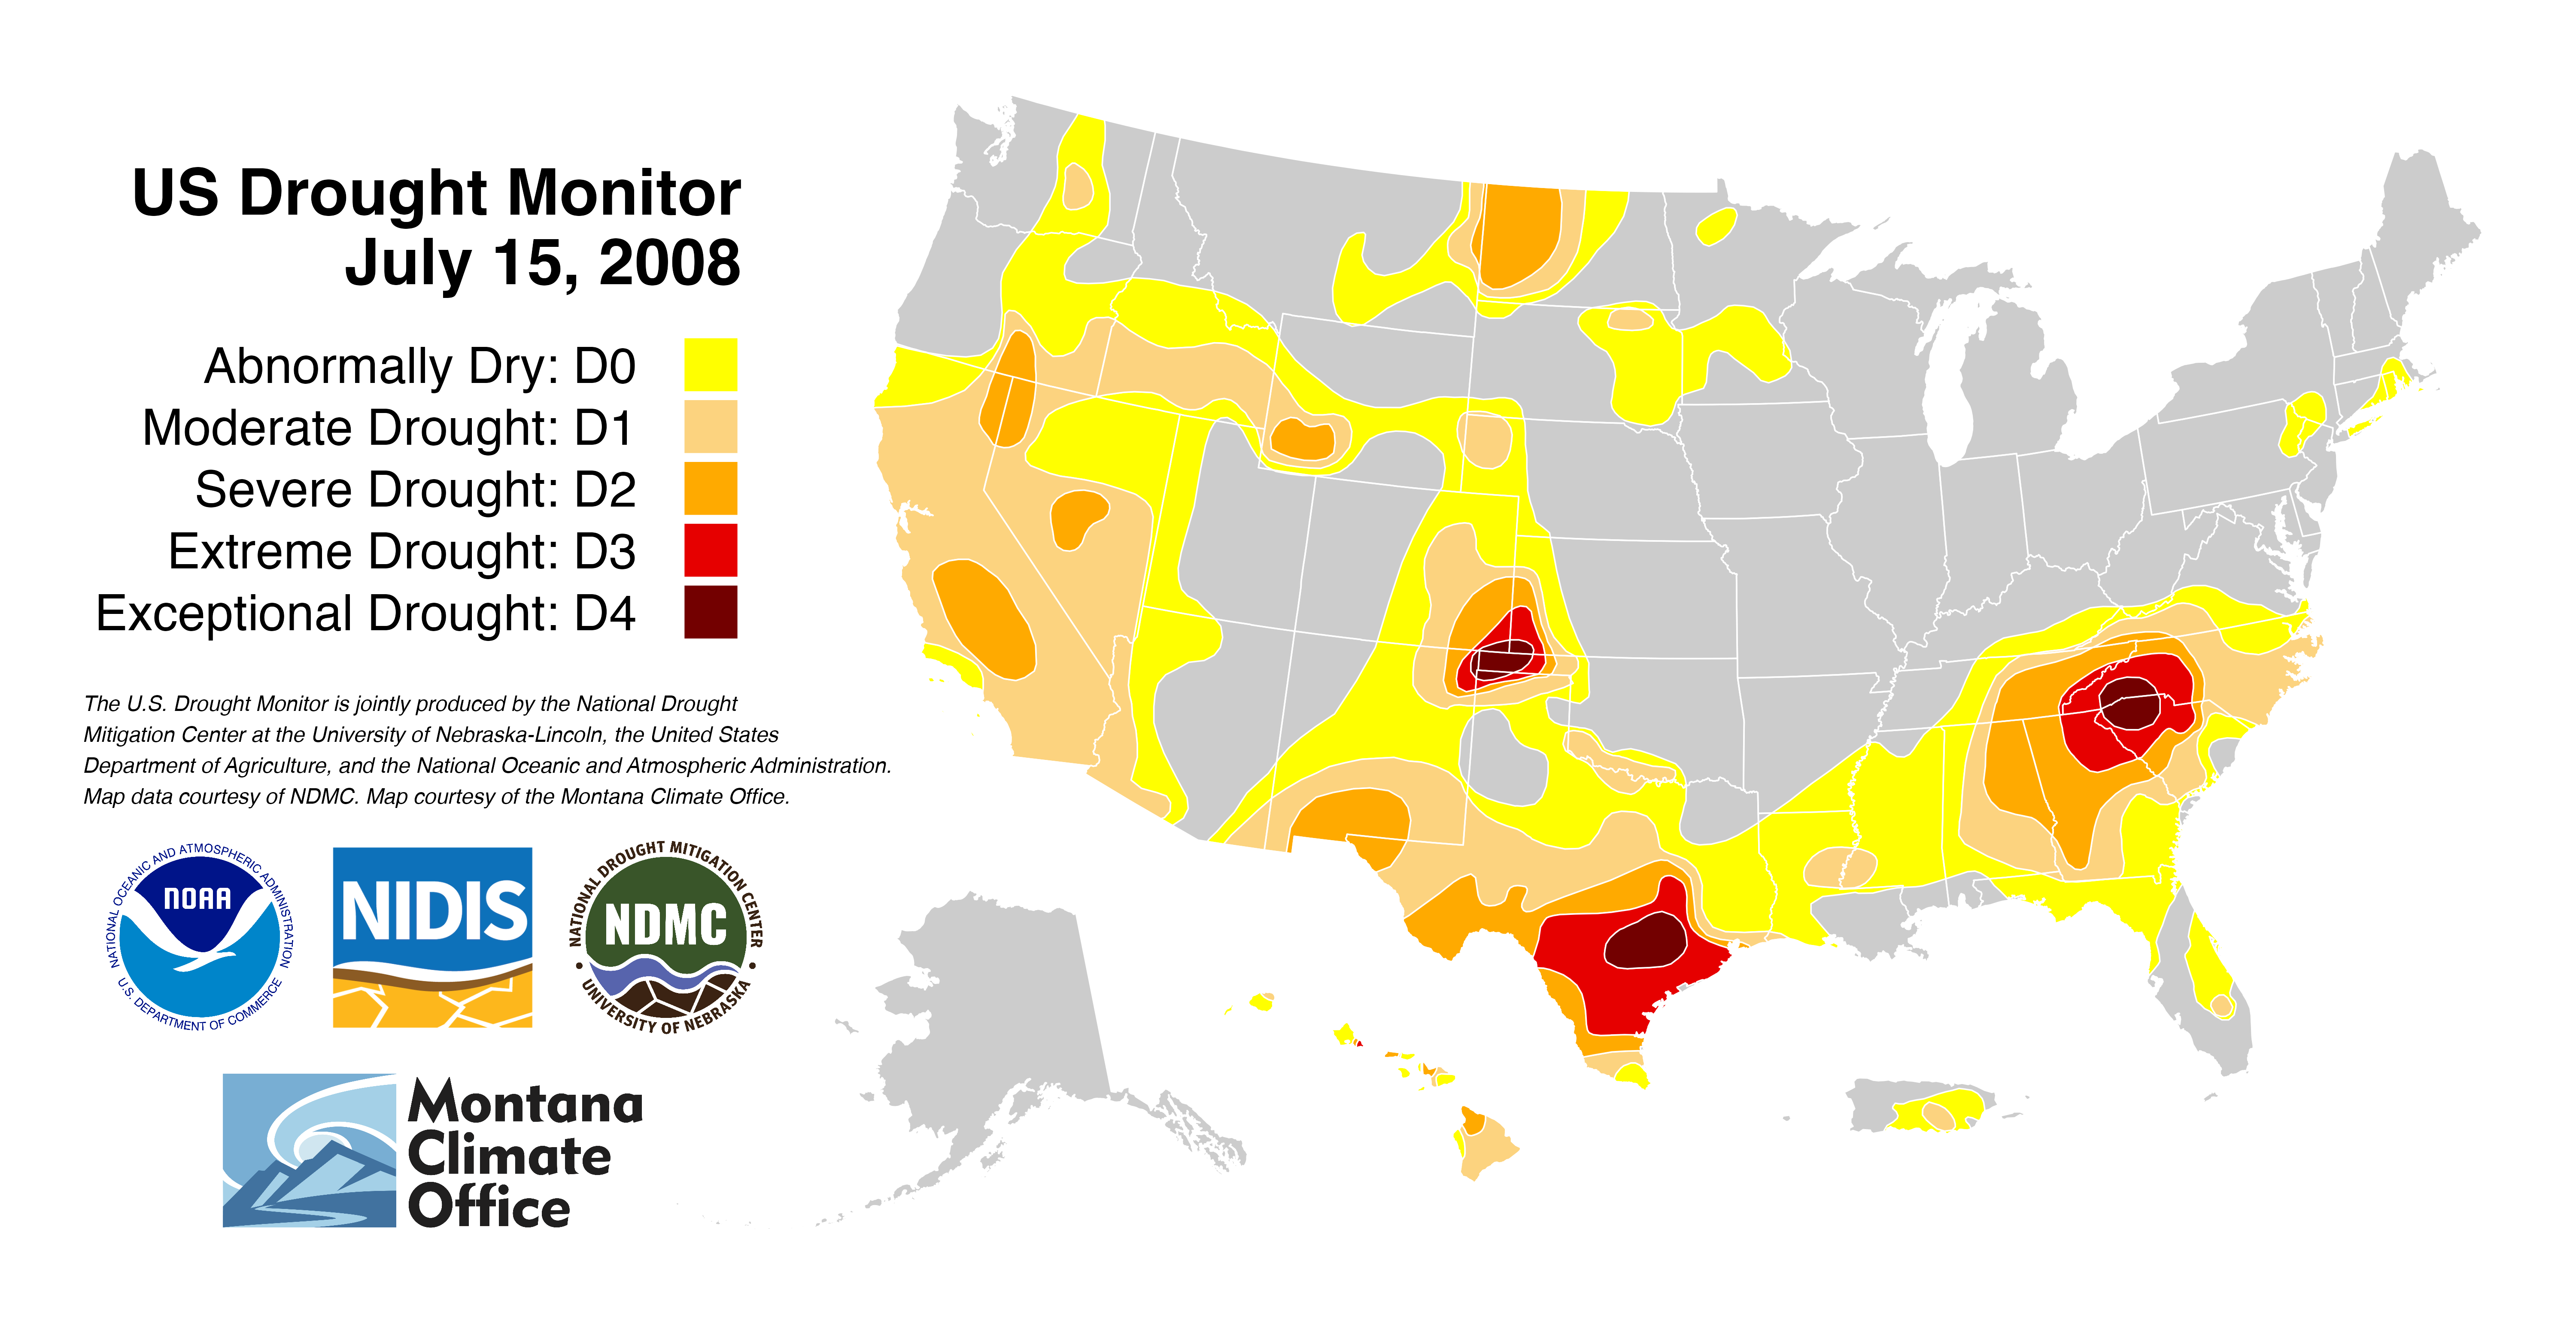 US Drought Monitor
July 15, 2008
Abnormally Dry: D0
Moderate Drought: D1
Severe Drought: D2
Extreme Drought: D3
Exceptional Drought: D4
The U.S. Drought Monitor is jointly produced by the National Drought
Mitigation Center at the University of Nebraska-Lincoln, the United States
Department of Agriculture, and the National Oceanic and Atmospheric Administration.
Map data courtesy of NDMC. Map courtesy of the Montana Climate Office.
NATIONAL OCEANIC AND ATMOSPHERIC ADMINISTRATION
NOAA
U.S. DEPARTMENT OF COMMERCE
NIDIS
NATIONAL DROUGHT MITIGATION CENTER
NDMC
UNIVERSITY OF NEBRASKA
Montana
Climate
Office